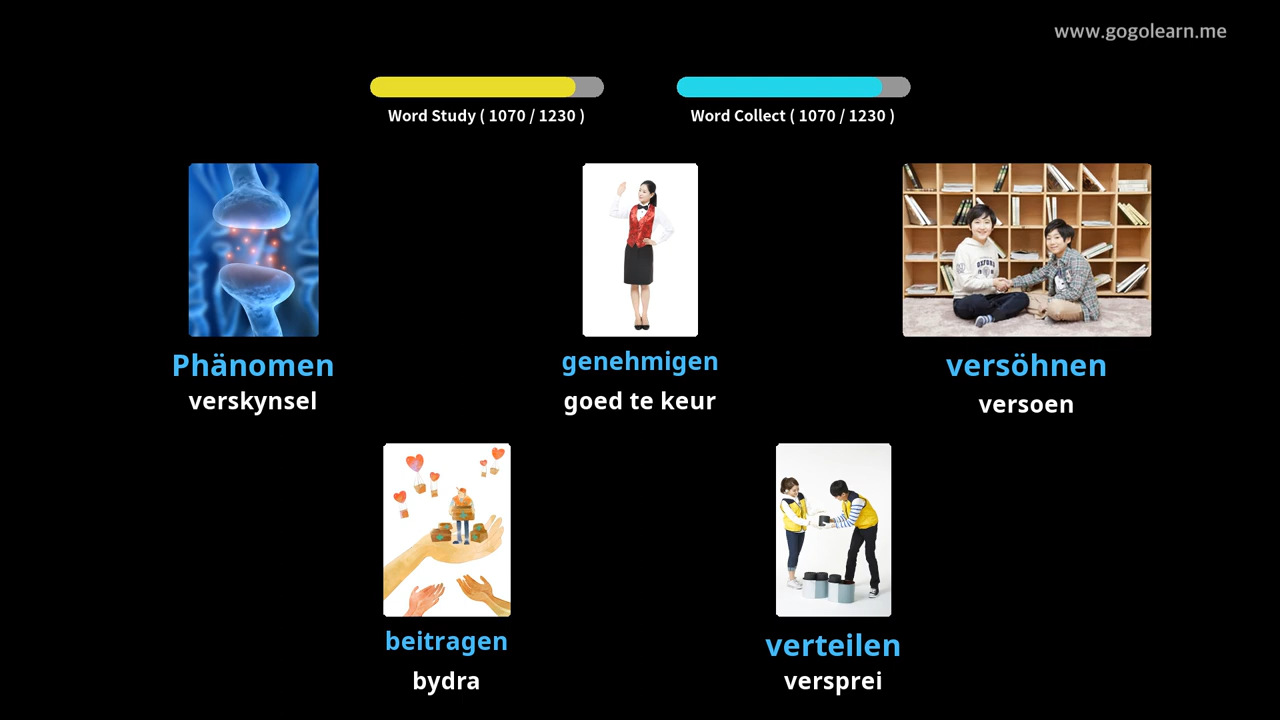 www.gogolearn.me
Word Study ( 1070 / 1230 )
Word Collect ( 1070 / 1230 )
Phänomen
verskynsel
genehmigen
goed te keur
versöhnen
versoen
beitragen
bydra
verteilen
versprei